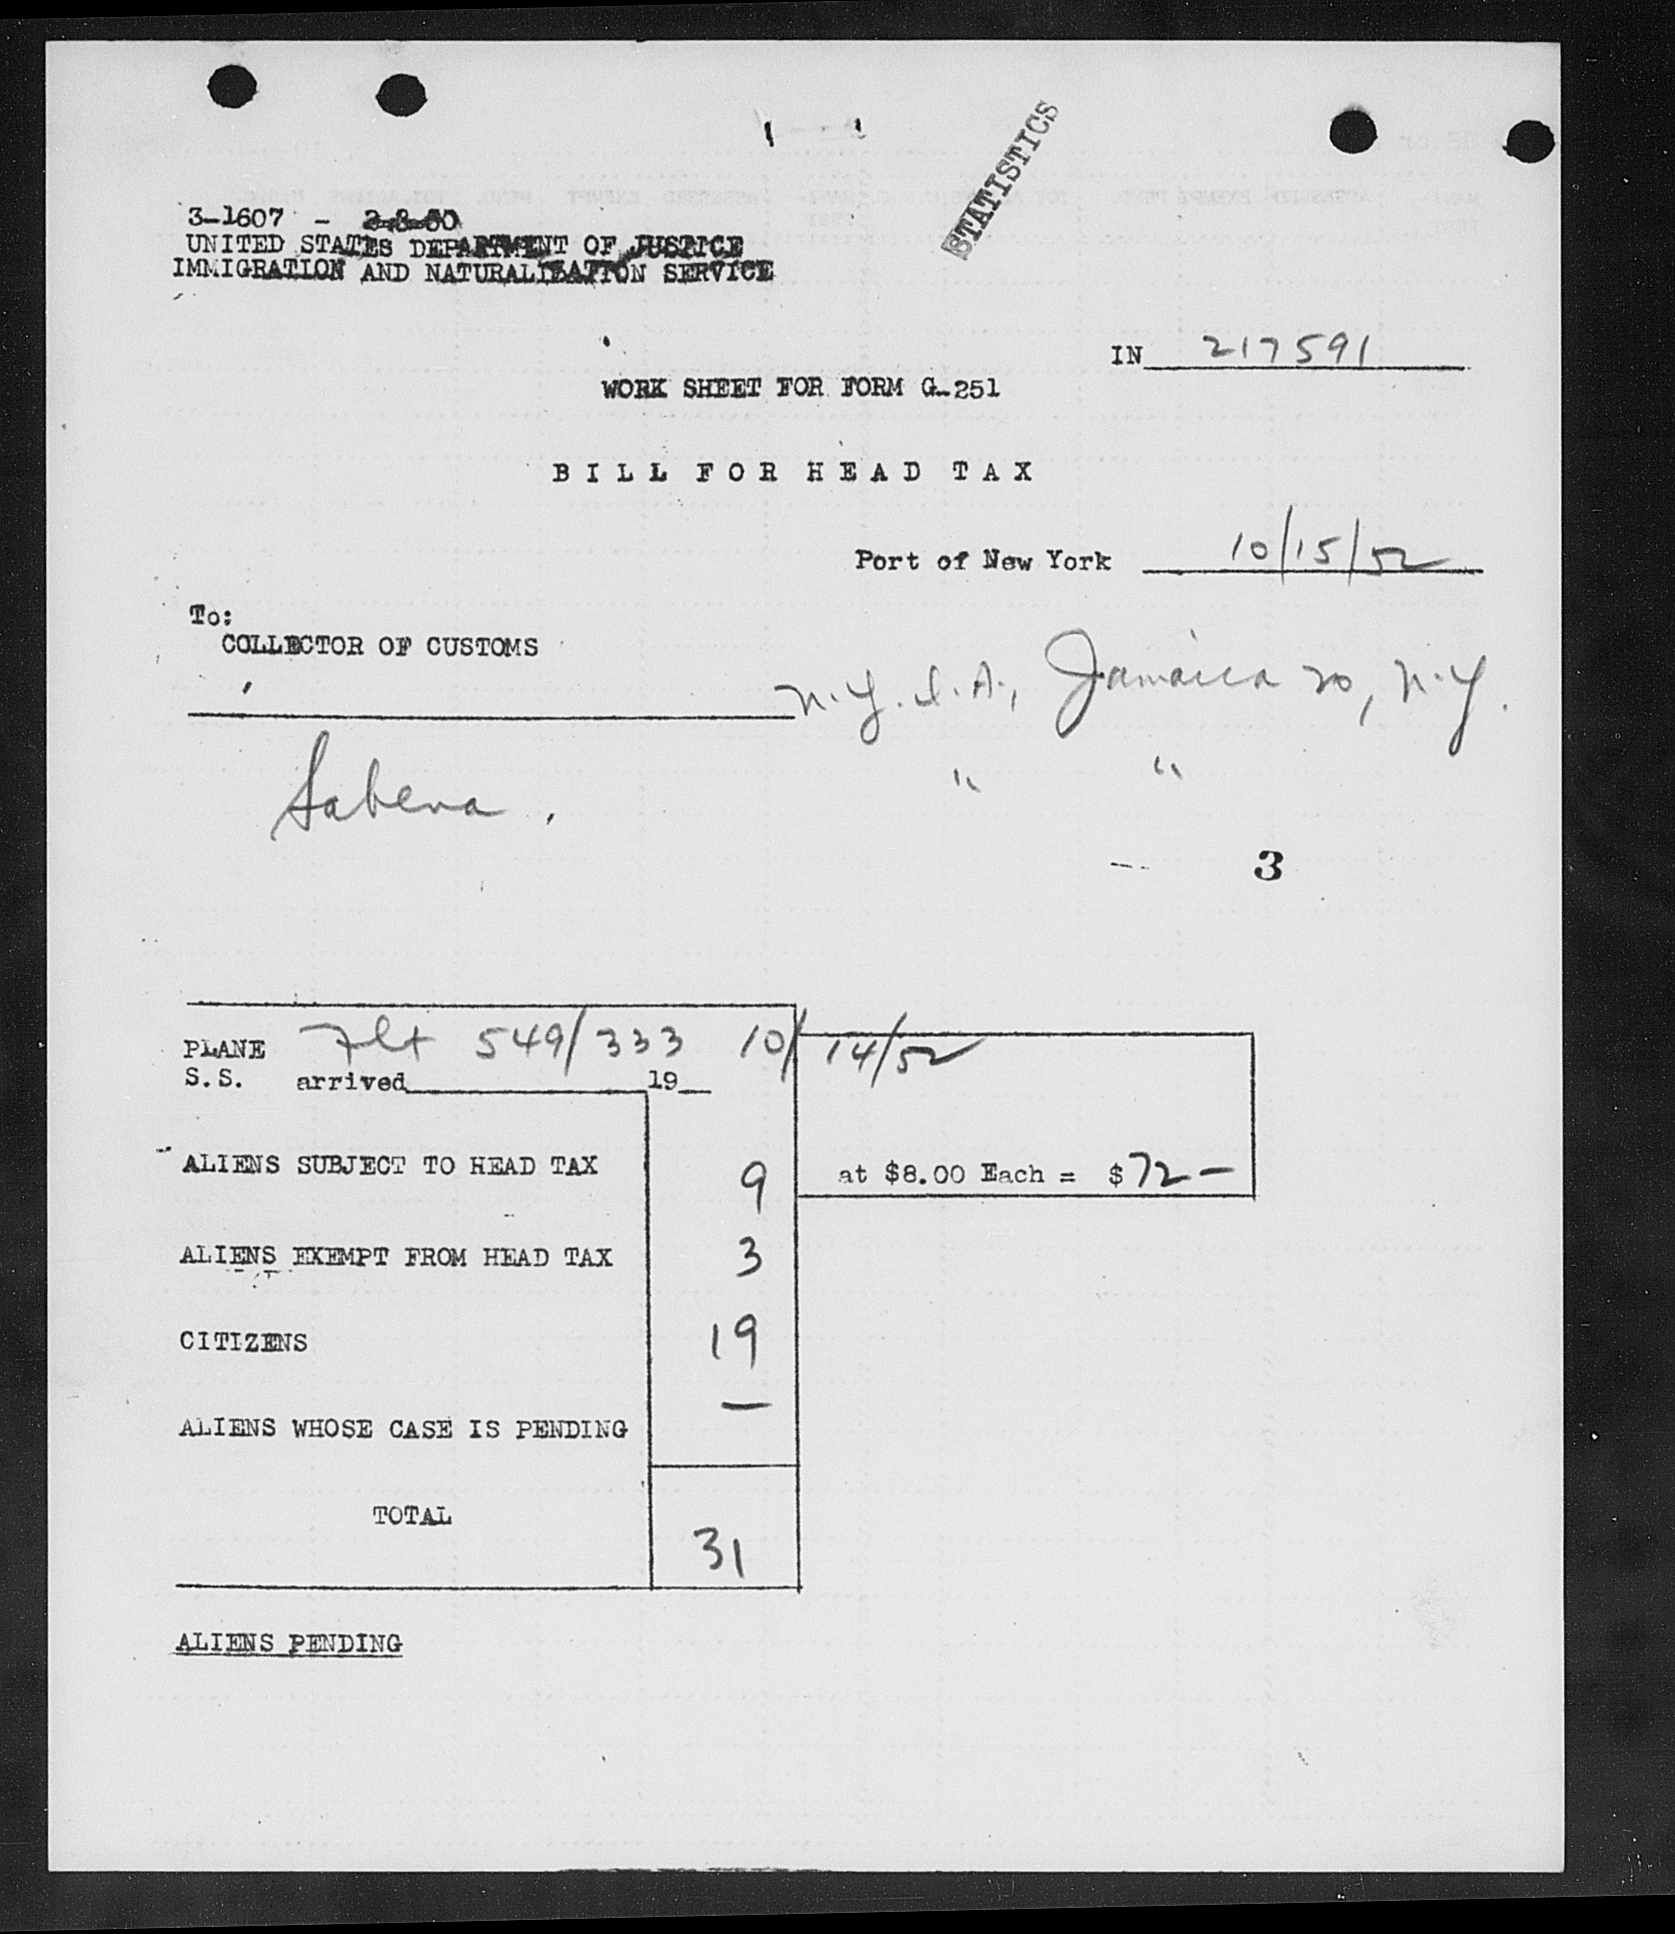 STATISTICS
3-1607 - 2-8-50
UNITED STATES DEPARTMENT OF JUSTICE
IMMIGRATION AND NATURALIZATION SERVICE
IN 217591
WORK SHEET FOR FORM G-251
BILL FOR HEAD TAX
Port of New York 10/15/52
To:
COLLECTOR OF CUSTOMS
N.Y.I.A., Jamaica 30, N.Y.
Sabena. " "
3
PLANE Flt 549/333 10/14/52
S.S. arrived 19
ALIENS SUBJECT TO HEAD TAX 9 at $8.00 Each = $72 —
ALIENS EXEMPT FROM HEAD TAX 3
CITIZENS 19
ALIENS WHOSE CASE IS PENDING —
TOTAL 31
ALIENS PENDING